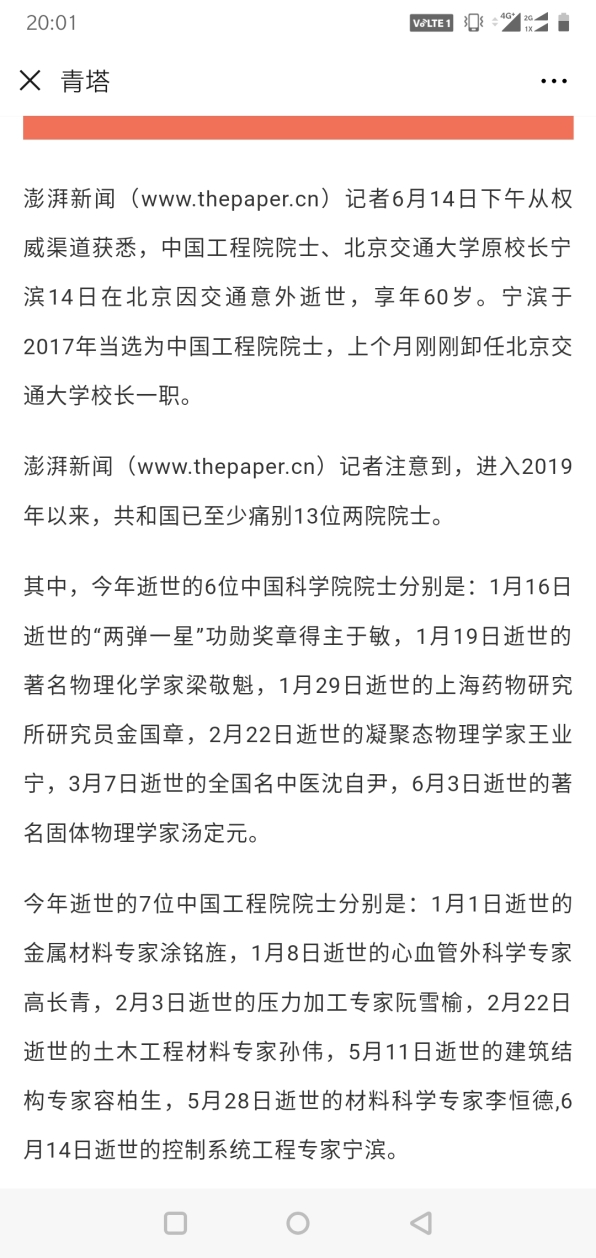 20:01
VoLTE 1
4G+
2G
1X
青塔
澎湃新闻（www.thepaper.cn）记者6月14日下午从权
威渠道获悉，中国工程院院士、北京交通大学原校长宁
滨14日在北京因交通意外逝世，享年60岁。宁滨于
2017年当选为中国工程院院士，上个月刚刚卸任北京交
通大学校长一职。
澎湃新闻（www.thepaper.cn）记者注意到，进入2019
年以来，共和国已至少痛别13位两院院士。
其中，今年逝世的6位中国科学院院士分别是：1月16日
逝世的“两弹一星”功勋奖章得主于敏，1月19日逝世的
著名物理化学家梁敬魁，1月29日逝世的上海药物研究
所研究员金国章，2月22日逝世的凝聚态物理学家王业
宁，3月7日逝世的全国名中医沈自尹，6月3日逝世的著
名固体物理学家汤定元。
今年逝世的7位中国工程院院士分别是：1月1日逝世的
金属材料专家涂铭旌，1月8日逝世的心血管外科学专家
高长青，2月3日逝世的压力加工专家阮雪榆，2月22日
逝世的土木工程材料专家孙伟，5月11日逝世的建筑结
构专家容柏生，5月28日逝世的材料科学专家李恒德,6
月14日逝世的控制系统工程专家宁滨。